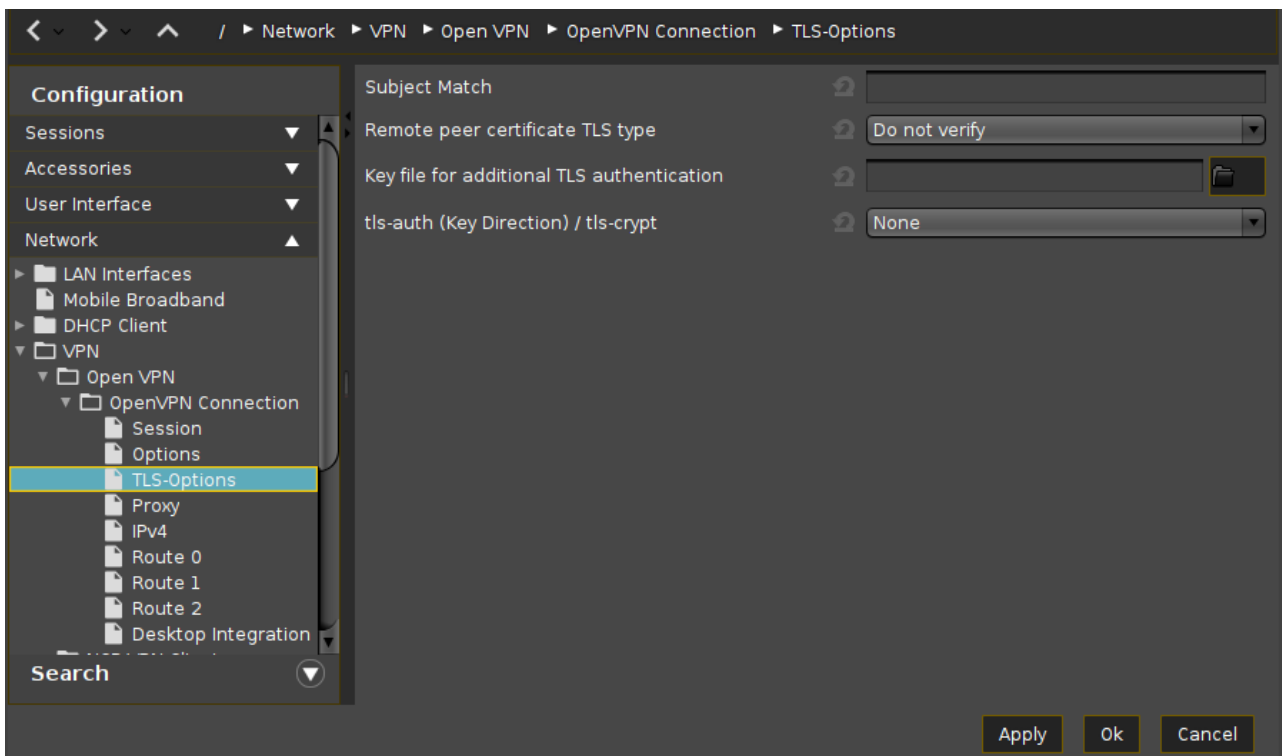 / Network VPN Open VPN OpenVPN Connection TLS-Options
Configuration
Sessions
Accessories
User Interface
Network
LAN Interfaces
Mobile Broadband
DHCP Client
VPN
Open VPN
OpenVPN Connection
Session
Options
TLS-Options
Proxy
IPv4
Route 0
Route 1
Route 2
Desktop Integration
Search
Subject Match
Remote peer certificate TLS type
Do not verify
Key file for additional TLS authentication
tls-auth (Key Direction) / tls-crypt
None
Apply
Ok
Cancel